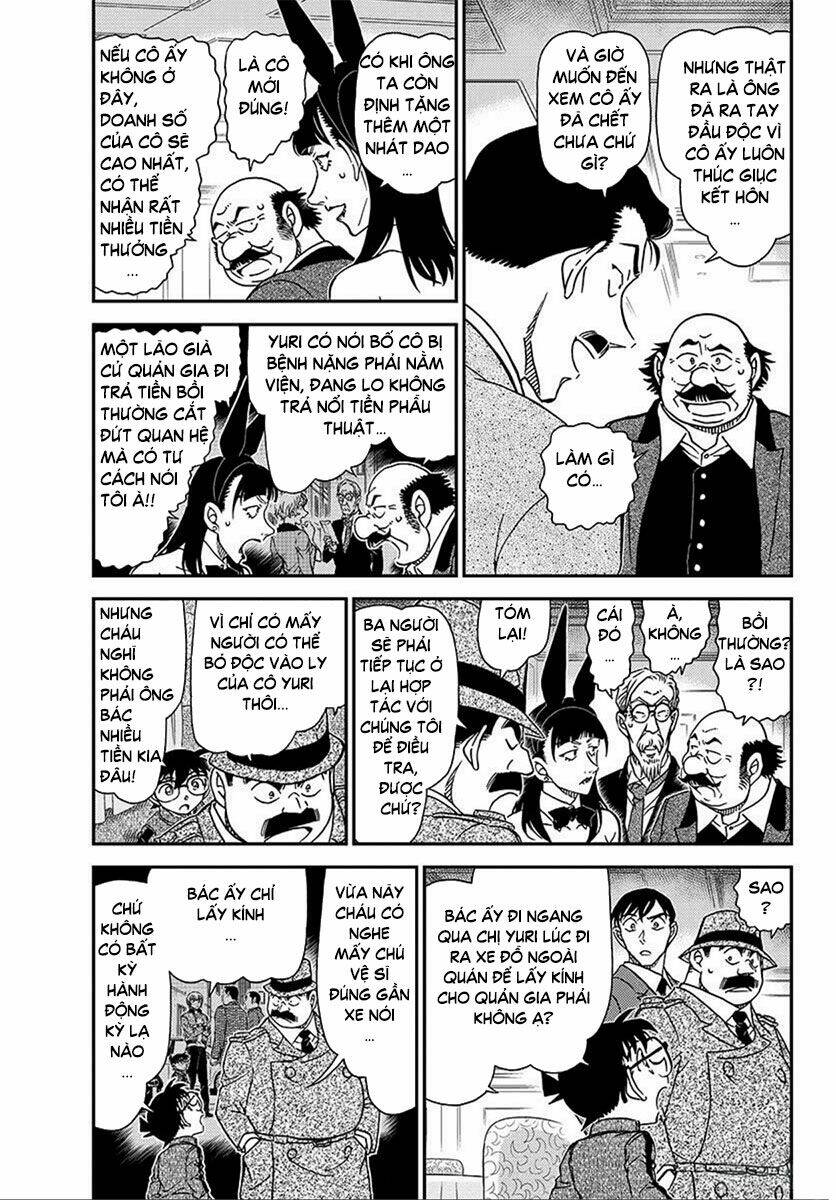 NHƯNG THẬT
RA LÀ ÔNG
ĐÃ RA TAY
ĐẦU ĐỘC VÌ
CÔ ẤY LUÔN
THÚC GIỤC
KẾT HÔN
...
VÀ GIỜ
MUỐN ĐẾN
XEM CÔ ẤY
ĐÃ CHẾT
CHƯA CHỨ
GÌ?
LÀM GÌ
CÓ...
CÓ KHI ÔNG
TA CÒN
ĐỊNH TẶNG
THÊM MỘT
NHÁT DAO
...
LÀ CÔ
MỚI
ĐÚNG!
NẾU CÔ ẤY
KHÔNG Ở
ĐÂY,
DOANH SỐ
CỦA CÔ SẼ
CAO NHẤT,
CÓ THỂ
NHẬN RẤT
NHIỀU TIỀN
THƯỞNG
...
YURI CÓ NÓI BỐ CÔ BỊ
BỆNH NẶNG PHẢI NẰM
VIỆN, ĐANG LO KHÔNG
TRẢ NỔI TIỀN PHẪU
THUẬT...
MỘT LÃO GIÀ
CỬ QUẢN GIA ĐI
TRẢ TIỀN BỒI
THƯỜNG CẮT
ĐỨT QUAN HỆ
MÀ CÓ TƯ
CÁCH NÓI
TÔI À!!
BỒI
THƯỜNG?
LÀ SAO
?!
À,
KHÔNG
...
CÁI
ĐÓ
...
TÓM
LẠI!
BA NGƯỜI
SẼ PHẢI
TIẾP TỤC Ở
LẠI HỢP
TÁC VỚI
CHÚNG TÔI
ĐỂ ĐIỀU
TRA,
ĐƯỢC
CHỨ?
VÌ CHỈ CÓ MẤY
NGƯỜI CÓ THỂ
BỎ ĐỘC VÀO LY
CỦA CÔ YURI
THÔI...
NHƯNG
CHÁU
NGHĨ
KHÔNG
PHẢI ÔNG
BÁC
NHIỀU
TIỀN KIA
ĐÂU!
SAO
?
BÁC ẤY ĐI NGANG
QUA CHỊ YURI LÚC ĐI
RA XE ĐỖ NGOÀI
QUÁN ĐỂ LẤY KÍNH
CHO QUẢN GIA PHẢI
KHÔNG Ạ?
VỪA NÃY
CHÁU CÓ
NGHE
MẤY CHÚ
VỆ SĨ
ĐỨNG GẦN
XE NÓI
...
BÁC ẤY CHỈ
LẤY KÍNH
...
CHỨ
KHÔNG
CÓ BẤT
KỲ
HÀNH
ĐỘNG
KỲ LẠ
NÀO
...